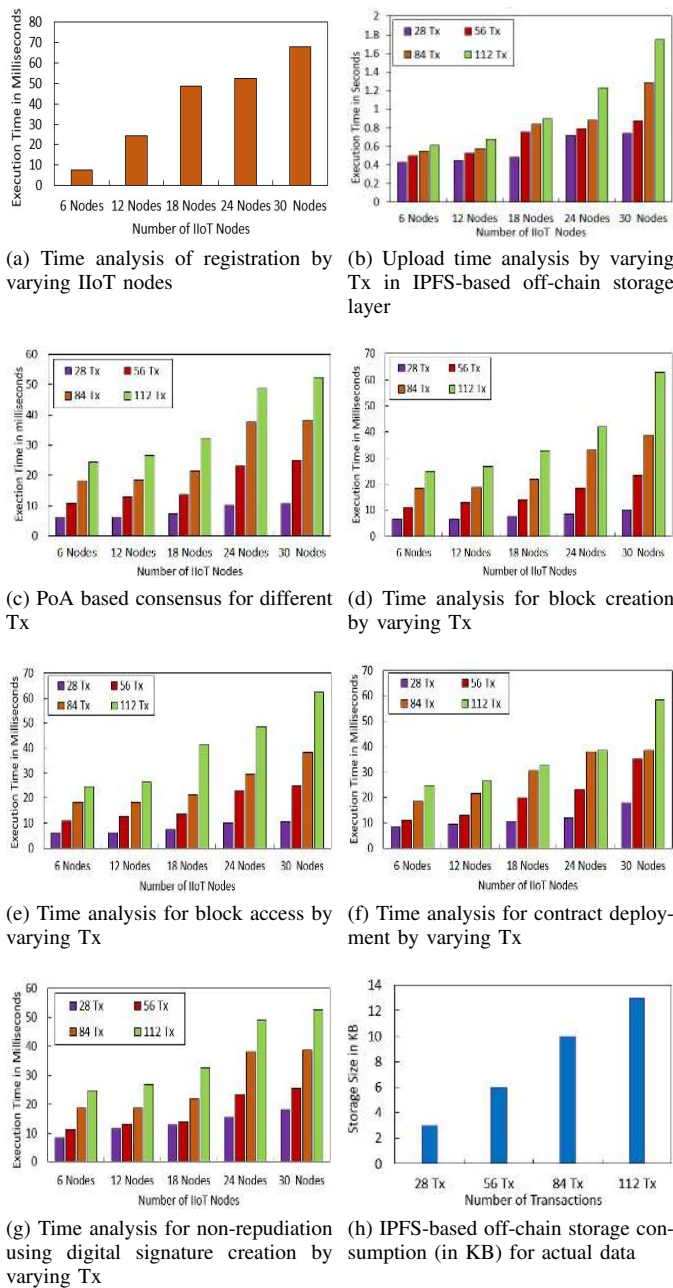 80
70
60
50
40
30
20
10
0
Execution Time in Milliseconds
6 Nodes 12 Nodes 18 Nodes 24 Nodes 30 Nodes
Number of IIoT Nodes
(a) Time analysis of registration by
varying IIoT nodes
2
1.8
1.6
1.4
1.2
1
0.8
0.6
0.4
0.2
0
Execution Time in Seconds
28 Tx 56 Tx
84 Tx 112 Tx
6 Nodes 12 Nodes 18 Nodes 24 Nodes 30 Nodes
Number of IIoT Nodes
(b) Upload time analysis by varying
Tx in IPFS-based off-chain storage
layer
60
50
40
30
20
10
0
Exection Time in milliseconds
28 Tx 56 Tx
84 Tx 112 Tx
6 Nodes 12 Nodes 18 Nodes 24 Nodes 30 Nodes
Number of IIoT Nodes
(c) PoA based consensus for different
Tx
70
60
50
40
30
20
10
0
Execution Time in Milliseconds
28 Tx 56 Tx
84 Tx 112 Tx
6 Nodes 12 Nodes 18 Nodes 24 Nodes 30 Nodes
Number of IIoT Nodes
(d) Time analysis for block creation
by varying Tx
70
60
50
40
30
20
10
0
Execution Time in Milliseconds
28 Tx 56 Tx
84 Tx 112 Tx
6 Nodes 12 Nodes 18 Nodes 24 Nodes 30 Nodes
Number of IIoT Nodes
(e) Time analysis for block access by
varying Tx
70
60
50
40
30
20
10
0
Execution Time in Milliseconds
28 Tx 56 Tx
84 Tx 112 Tx
6 Nodes 12 Nodes 18 Nodes 24 Nodes 30 Nodes
Number of IIoT Nodes
(f) Time analysis for contract deploy-
ment by varying Tx
60
50
40
30
20
10
0
Execution Time in Milliseconds
28 Tx 56 Tx
84 Tx 112 Tx
6 Nodes 12 Nodes 18 Nodes 24 Nodes 30 Nodes
Number of IIoT Nodes
(g) Time analysis for non-repudiation
using digital signature creation by
varying Tx
14
12
10
8
6
4
2
0
Storage Size in KB
28 Tx 56 Tx 84 Tx 112 Tx
Number of Transactions
(h) IPFS-based off-chain storage con-
sumption (in KB) for actual data